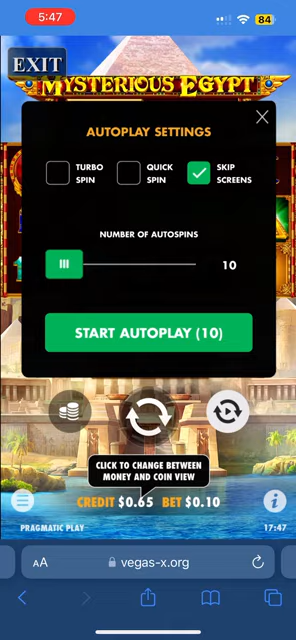 5:47
84
EXIT
MYSTERIOUS EGYPT
AUTOPLAY SETTINGS
TURBO SPIN
QUICK SPIN
SKIP SCREENS
NUMBER OF AUTOSPINS
10
START AUTOPLAY (10)
CLICK TO CHANGE BETWEEN
MONEY AND COIN VIEW
CREDIT $0.65 BET $0.10
PRAGMATIC PLAY
17:47
AA
vegas-x.org